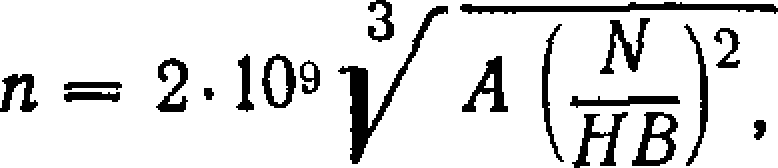 n = 2 · 10⁹ ∛(A (N/HB)²),